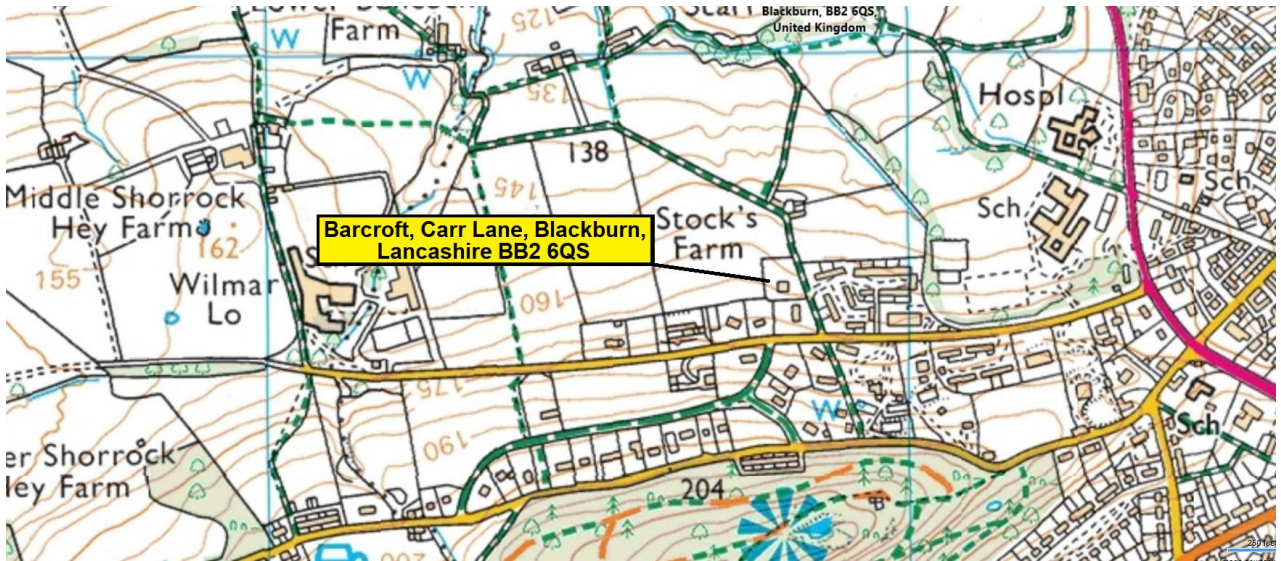 Farm
Blackburn, BB2 6QS,
United Kingdom
125
W
W
135
Hospl
138
145
Sch
Middle Shorrock
Hey Farm
162
155
Barcroft, Carr Lane, Blackburn,
Lancashire BB2 6QS
Stock's
Farm
Sch
Wilmar
Lo
160
175
W
Sch
190
er Shorrock
ey Farm
204
200